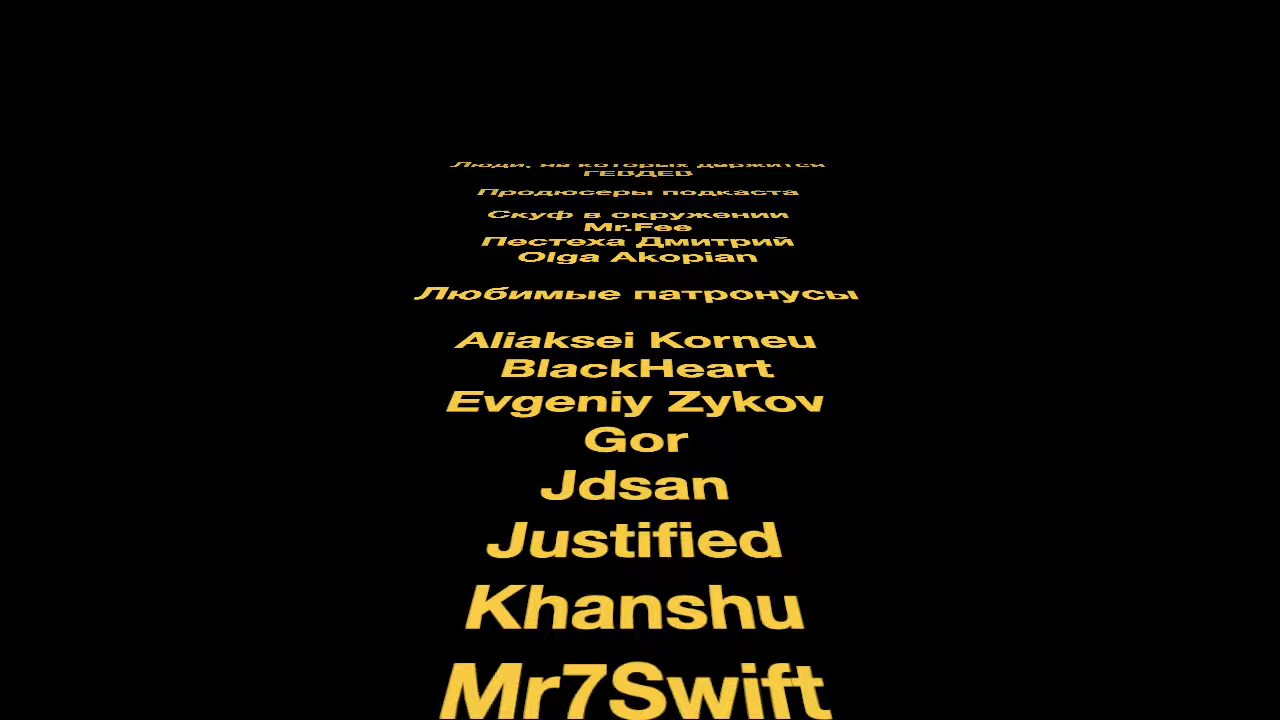 Люди, на которых держится
ГЕВДЕВ
Продюсеры подкаста
Скуф в окружении
Mr.Fee
Пестеха Дмитрий
Olga Akopian
Любимые патронусы
Aliaksei Korneu
BlackHeart
Evgeniy Zykov
Gor
Jdsan
Justified
Khanshu
Mr7Swift